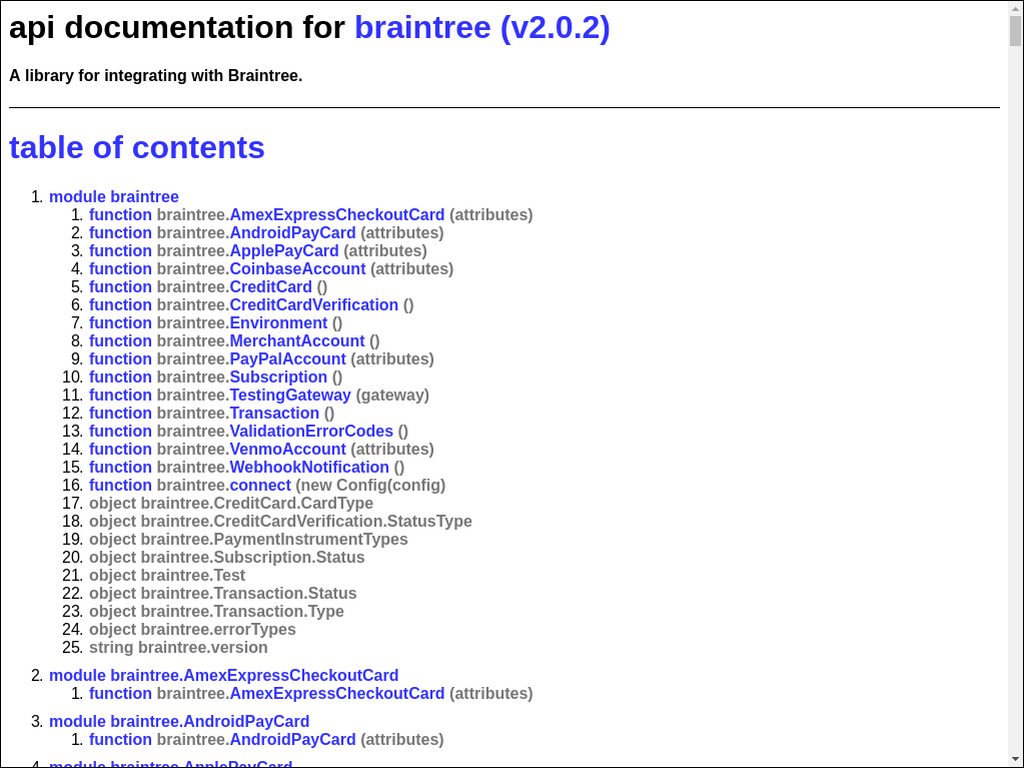 api documentation for braintree (v2.0.2)
A library for integrating with Braintree.
table of contents
1. module braintree
1. function braintree.AmexExpressCheckoutCard (attributes)
2. function braintree.AndroidPayCard (attributes)
3. function braintree.ApplePayCard (attributes)
4. function braintree.CoinbaseAccount (attributes)
5. function braintree.CreditCard ()
6. function braintree.CreditCardVerification ()
7. function braintree.Environment ()
8. function braintree.MerchantAccount ()
9. function braintree.PayPalAccount (attributes)
10. function braintree.Subscription ()
11. function braintree.TestingGateway (gateway)
12. function braintree.Transaction ()
13. function braintree.ValidationErrorCodes ()
14. function braintree.VenmoAccount (attributes)
15. function braintree.WebhookNotification ()
16. function braintree.connect (new Config(config)
17. object braintree.CreditCard.CardType
18. object braintree.CreditCardVerification.StatusType
19. object braintree.PaymentInstrumentTypes
20. object braintree.Subscription.Status
21. object braintree.Test
22. object braintree.Transaction.Status
23. object braintree.Transaction.Type
24. object braintree.errorTypes
25. string braintree.version
2. module braintree.AmexExpressCheckoutCard
1. function braintree.AmexExpressCheckoutCard (attributes)
3. module braintree.AndroidPayCard
1. function braintree.AndroidPayCard (attributes)
4. module braintree.ApplePayCard